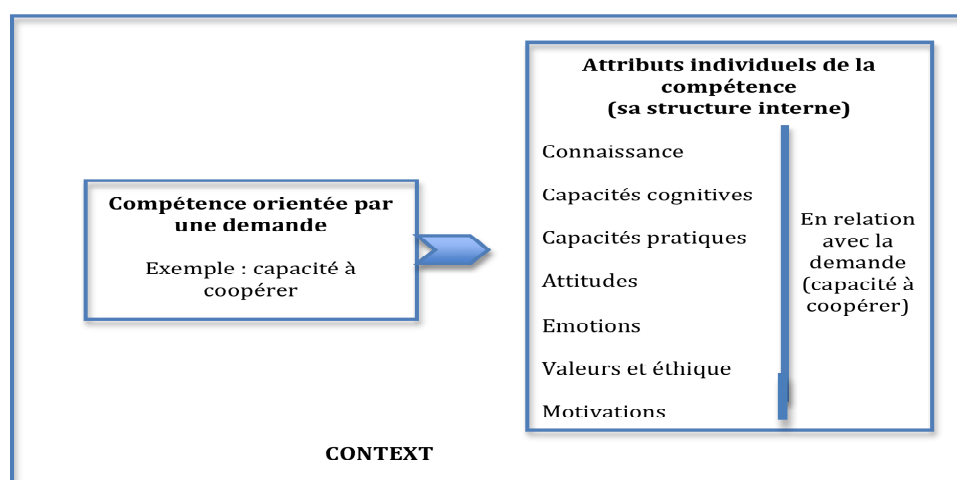 Compétence orientée par
une demande
Exemple : capacité à
coopérer
Attributs individuels de la
compétence
(sa structure interne)
Connaissance
Capacités cognitives
Capacités pratiques
Attitudes
Emotions
Valeurs et éthique
Motivations
En relation
avec la
demande
(capacité à
coopérer)
CONTEXT